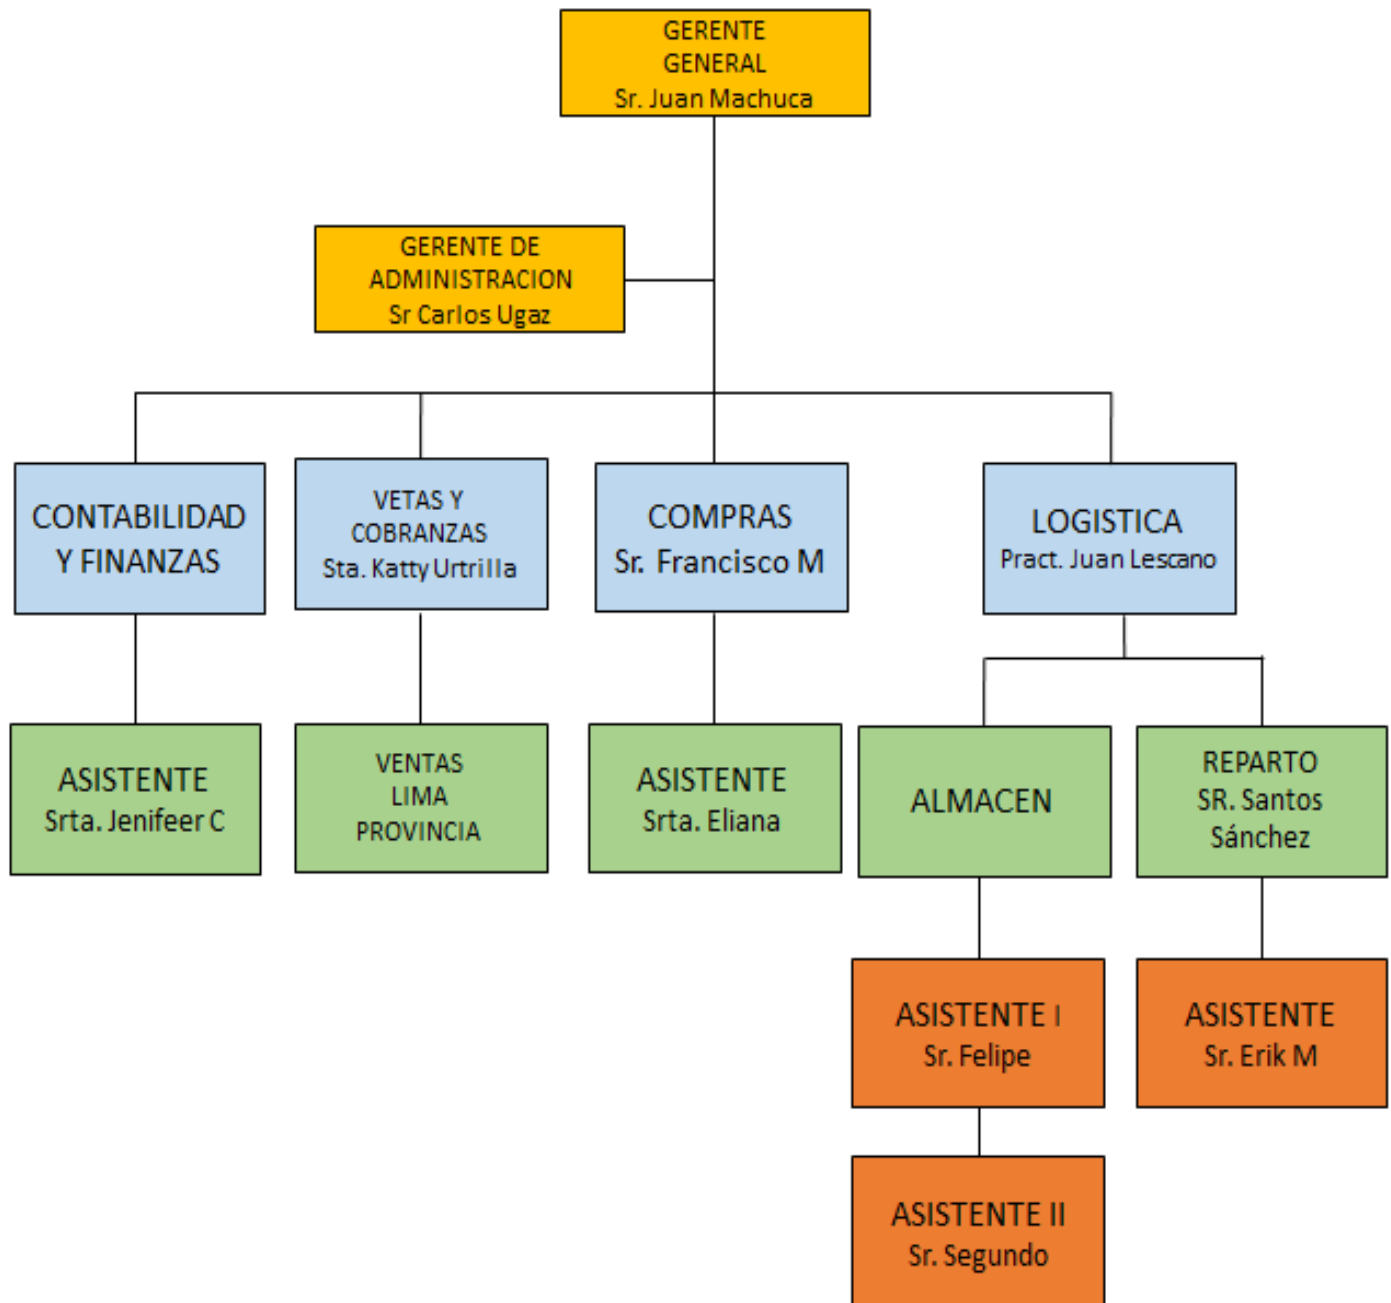 GERENTE
GENERAL
Sr. Juan Machuca
GERENTE DE
ADMINISTRACION
Sr Carlos Ugaz
CONTABILIDAD
Y FINANZAS
VETAS Y
COBRANZAS
Sta. Katty Urtrilla
COMPRAS
Sr. Francisco M
LOGISTICA
Pract. Juan Lescano
ASISTENTE
Srta. Jenifeer C
VENTAS
LIMA
PROVINCIA
ASISTENTE
Srta. Eliana
ALMACEN
REPARTO
SR. Santos
Sánchez
ASISTENTE I
Sr. Felipe
ASISTENTE
Sr. Erik M
ASISTENTE II
Sr. Segundo